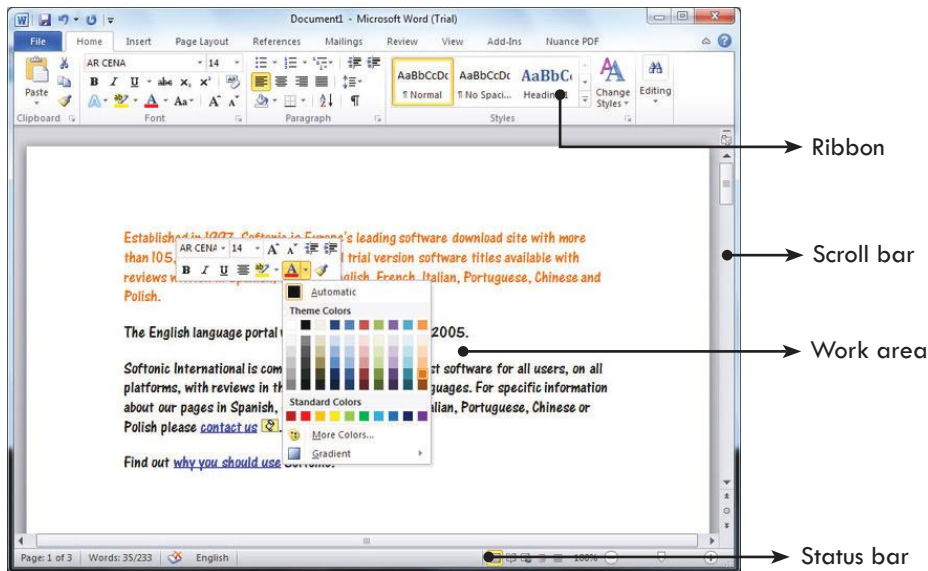 Document1 - Microsoft Word (Trial)
File Home Insert Page Layout References Mailings Review View Add-Ins Nuance PDF
Paste
AR CENA 14
B I U abc x, x²
Aa A A
AaBbCcDc AaBbCcDc AaBbC
¶ Normal ¶ No Spaci... Heading 1
Change Styles
Editing
Clipboard Font Paragraph Styles
Ribbon
Scroll bar
Work area
Status bar
Established in 1997, Softonic is Europe's leading software download site with more
than 105, trial version software titles available with
reviews French, Italian, Portuguese, Chinese and
Polish.
AR CENA 14 A A
B I U A
Automatic
Theme Colors
Standard Colors
More Colors...
Gradient
The English language portal 2005.
Softonic International is com st software for all users, on all
platforms, with reviews in th guages. For specific information
about our pages in Spanish, alian, Portuguese, Chinese or
Polish please contact us
Find out why you should use
Page: 1 of 3 Words: 35/233 English 100%